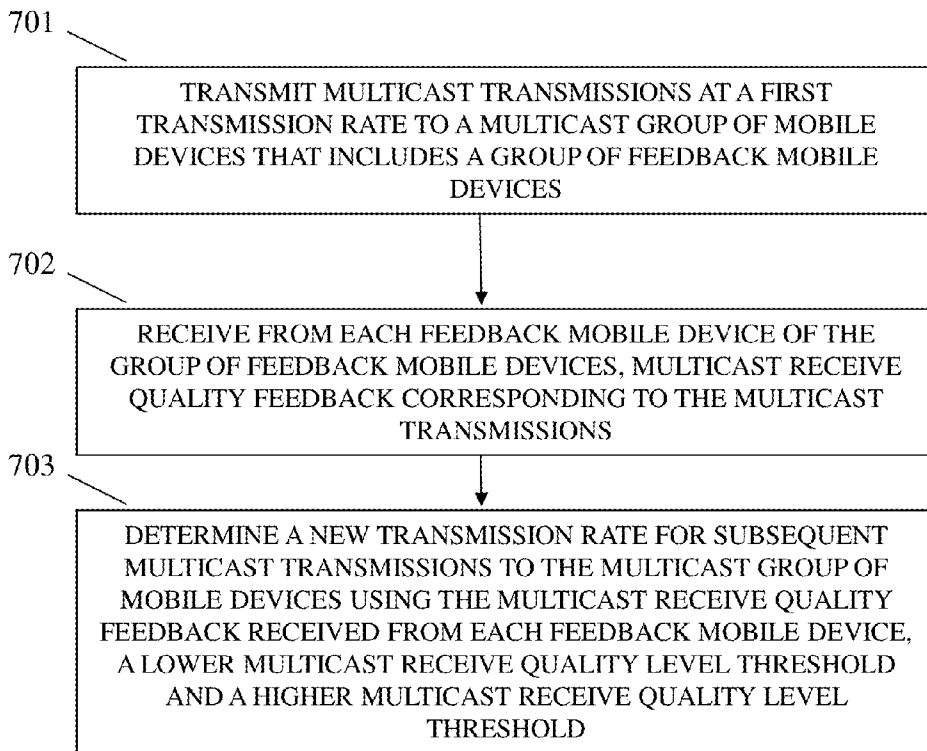 701
TRANSMIT MULTICAST TRANSMISSIONS AT A FIRST
TRANSMISSION RATE TO A MULTICAST GROUP OF MOBILE
DEVICES THAT INCLUDES A GROUP OF FEEDBACK MOBILE
DEVICES
702
RECEIVE FROM EACH FEEDBACK MOBILE DEVICE OF THE
GROUP OF FEEDBACK MOBILE DEVICES, MULTICAST RECEIVE
QUALITY FEEDBACK CORRESPONDING TO THE MULTICAST
TRANSMISSIONS
703
DETERMINE A NEW TRANSMISSION RATE FOR SUBSEQUENT
MULTICAST TRANSMISSIONS TO THE MULTICAST GROUP OF
MOBILE DEVICES USING THE MULTICAST RECEIVE QUALITY
FEEDBACK RECEIVED FROM EACH FEEDBACK MOBILE DEVICE,
A LOWER MULTICAST RECEIVE QUALITY LEVEL THRESHOLD
AND A HIGHER MULTICAST RECEIVE QUALITY LEVEL
THRESHOLD